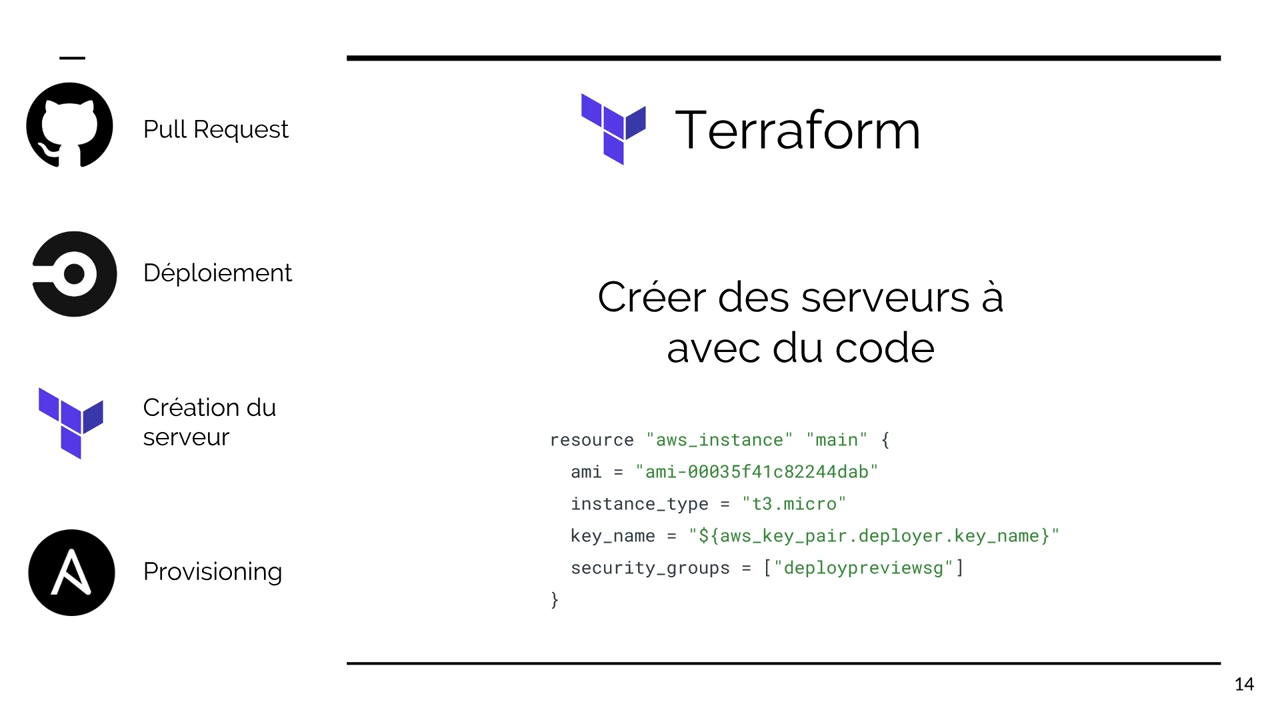 Pull Request
Déploiement
Création du
serveur
Provisioning
Terraform
Créer des serveurs à
avec du code
resource "aws_instance" "main" {
  ami = "ami-00035f41c82244dab"
  instance_type = "t3.micro"
  key_name = "${aws_key_pair.deployer.key_name}"
  security_groups = ["deploypreviewsg"]
}
14